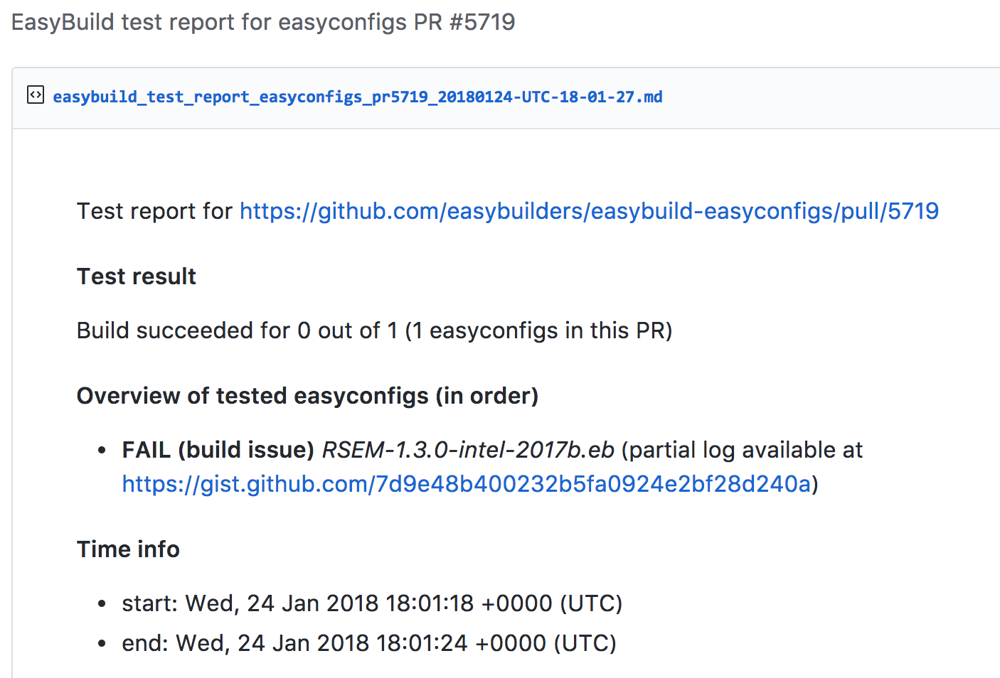 EasyBuild test report for easyconfigs PR #5719
easybuild_test_report_easyconfigs_pr5719_20180124-UTC-18-01-27.md
Test report for https://github.com/easybuilders/easybuild-easyconfigs/pull/5719
Test result
Build succeeded for 0 out of 1 (1 easyconfigs in this PR)
Overview of tested easyconfigs (in order)
• FAIL (build issue) RSEM-1.3.0-intel-2017b.eb (partial log available at
https://gist.github.com/7d9e48b400232b5fa0924e2bf28d240a)
Time info
• start: Wed, 24 Jan 2018 18:01:18 +0000 (UTC)
• end: Wed, 24 Jan 2018 18:01:24 +0000 (UTC)